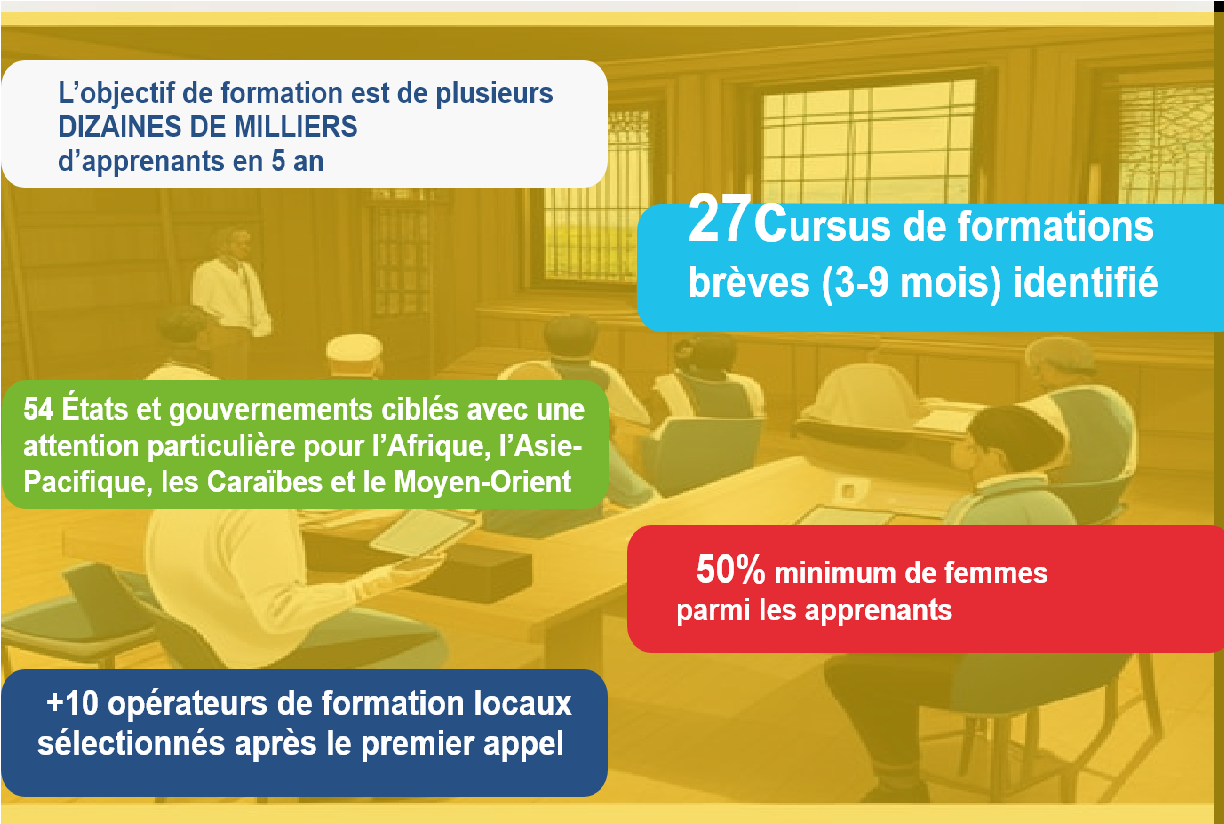 L’objectif de formation est de plusieurs
DIZAINES DE MILLIERS
d’apprenants en 5 an
27cursus de formations
brèves (3-9 mois) identifié
54 États et gouvernements ciblés avec une
attention particulière pour l’Afrique, l’Asie-
Pacifique, les Caraïbes et le Moyen-Orient
50% minimum de femmes
parmi les apprenants
+10 opérateurs de formation locaux
sélectionnés après le premier appel